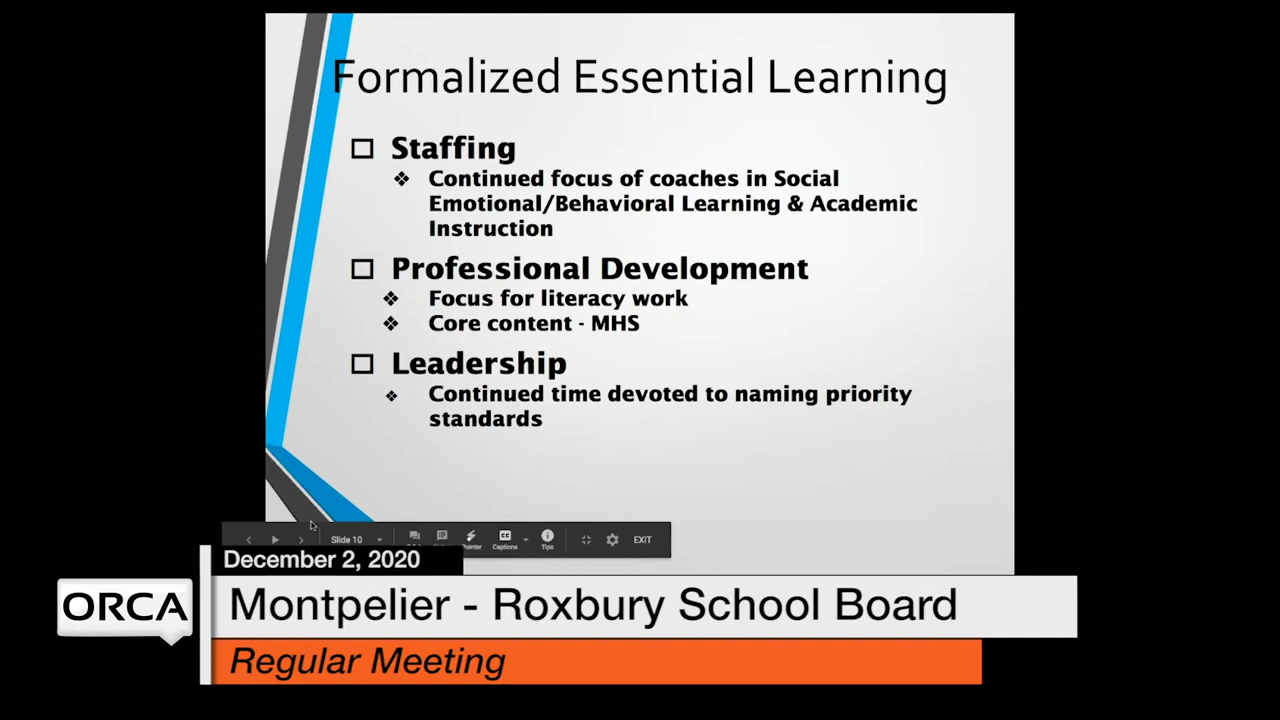 Formalized Essential Learning
Staffing
Continued focus of coaches in Social
Emotional/Behavioral Learning & Academic
Instruction
Professional Development
Focus for literacy work
Core content - MHS
Leadership
Continued time devoted to naming priority
standards
Slide 10
Pointer
Captions
Tips
EXIT
December 2, 2020
ORCA
Montpelier - Roxbury School Board
Regular Meeting